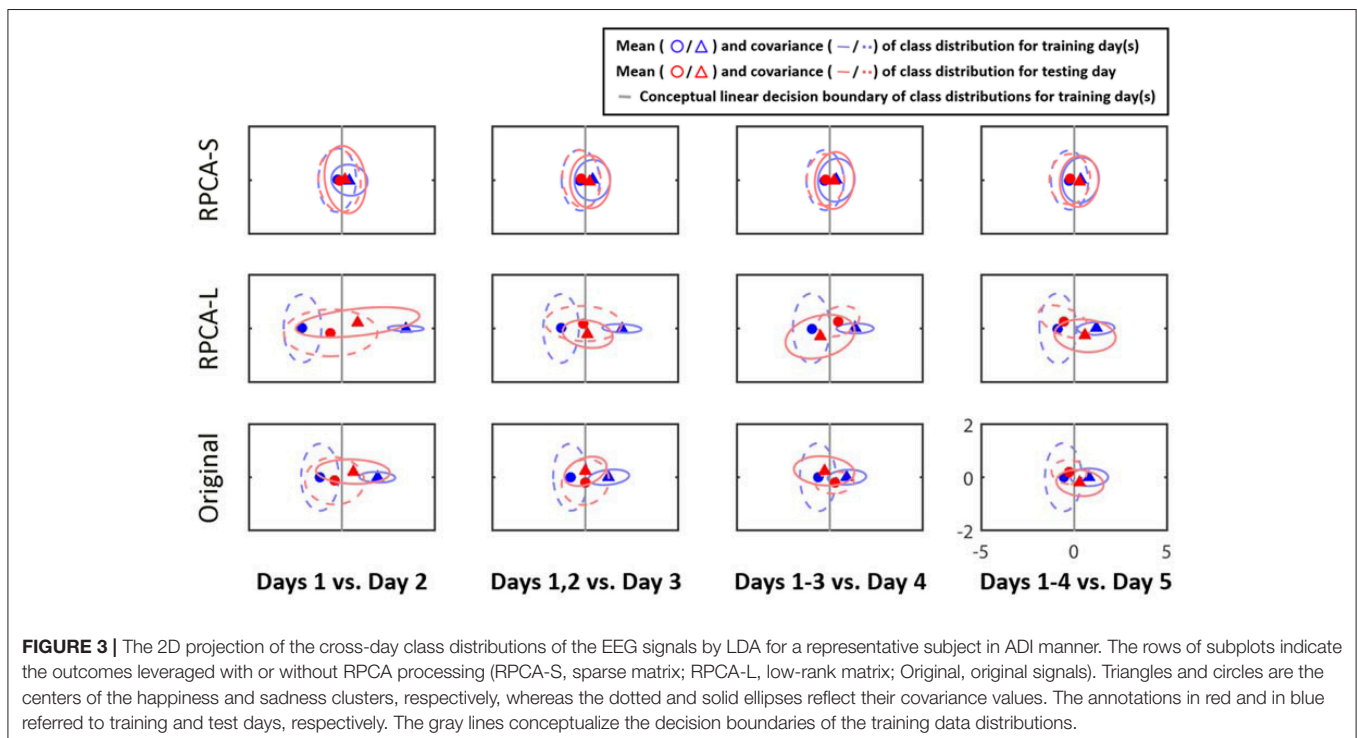 Mean ( / ) and covariance ( – / ·· ) of class distribution for training day(s)
Mean ( / ) and covariance ( – / ·· ) of class distribution for testing day
Conceptual linear decision boundary of class distributions for training day(s)
RPCA-S
RPCA-L
Original
2
0
-2
-5 0 5
Days 1 vs. Day 2 Days 1,2 vs. Day 3 Days 1-3 vs. Day 4 Days 1-4 vs. Day 5
FIGURE 3 | The 2D projection of the cross-day class distributions of the EEG signals by LDA for a representative subject in ADI manner. The rows of subplots indicate
the outcomes leveraged with or without RPCA processing (RPCA-S, sparse matrix; RPCA-L, low-rank matrix; Original, original signals). Triangles and circles are the
centers of the happiness and sadness clusters, respectively, whereas the dotted and solid ellipses reflect their covariance values. The annotations in red and in blue
referred to training and test days, respectively. The gray lines conceptualize the decision boundaries of the training data distributions.